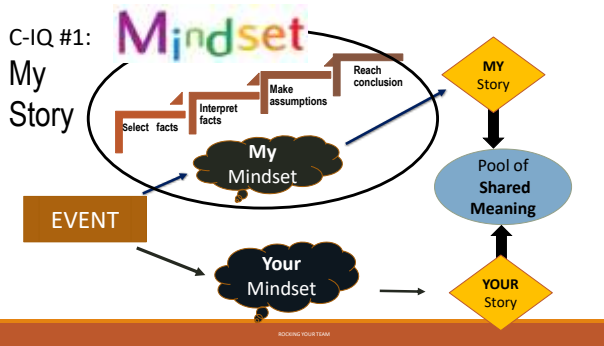 C-IQ #1:
Mindset
My
Story
Select facts
Interpret
facts
Make
assumptions
Reach
conclusion
My
Mindset
MY
Story
Pool of
Shared
Meaning
EVENT
Your
Mindset
YOUR
Story
ROCKING YOUR TEAM